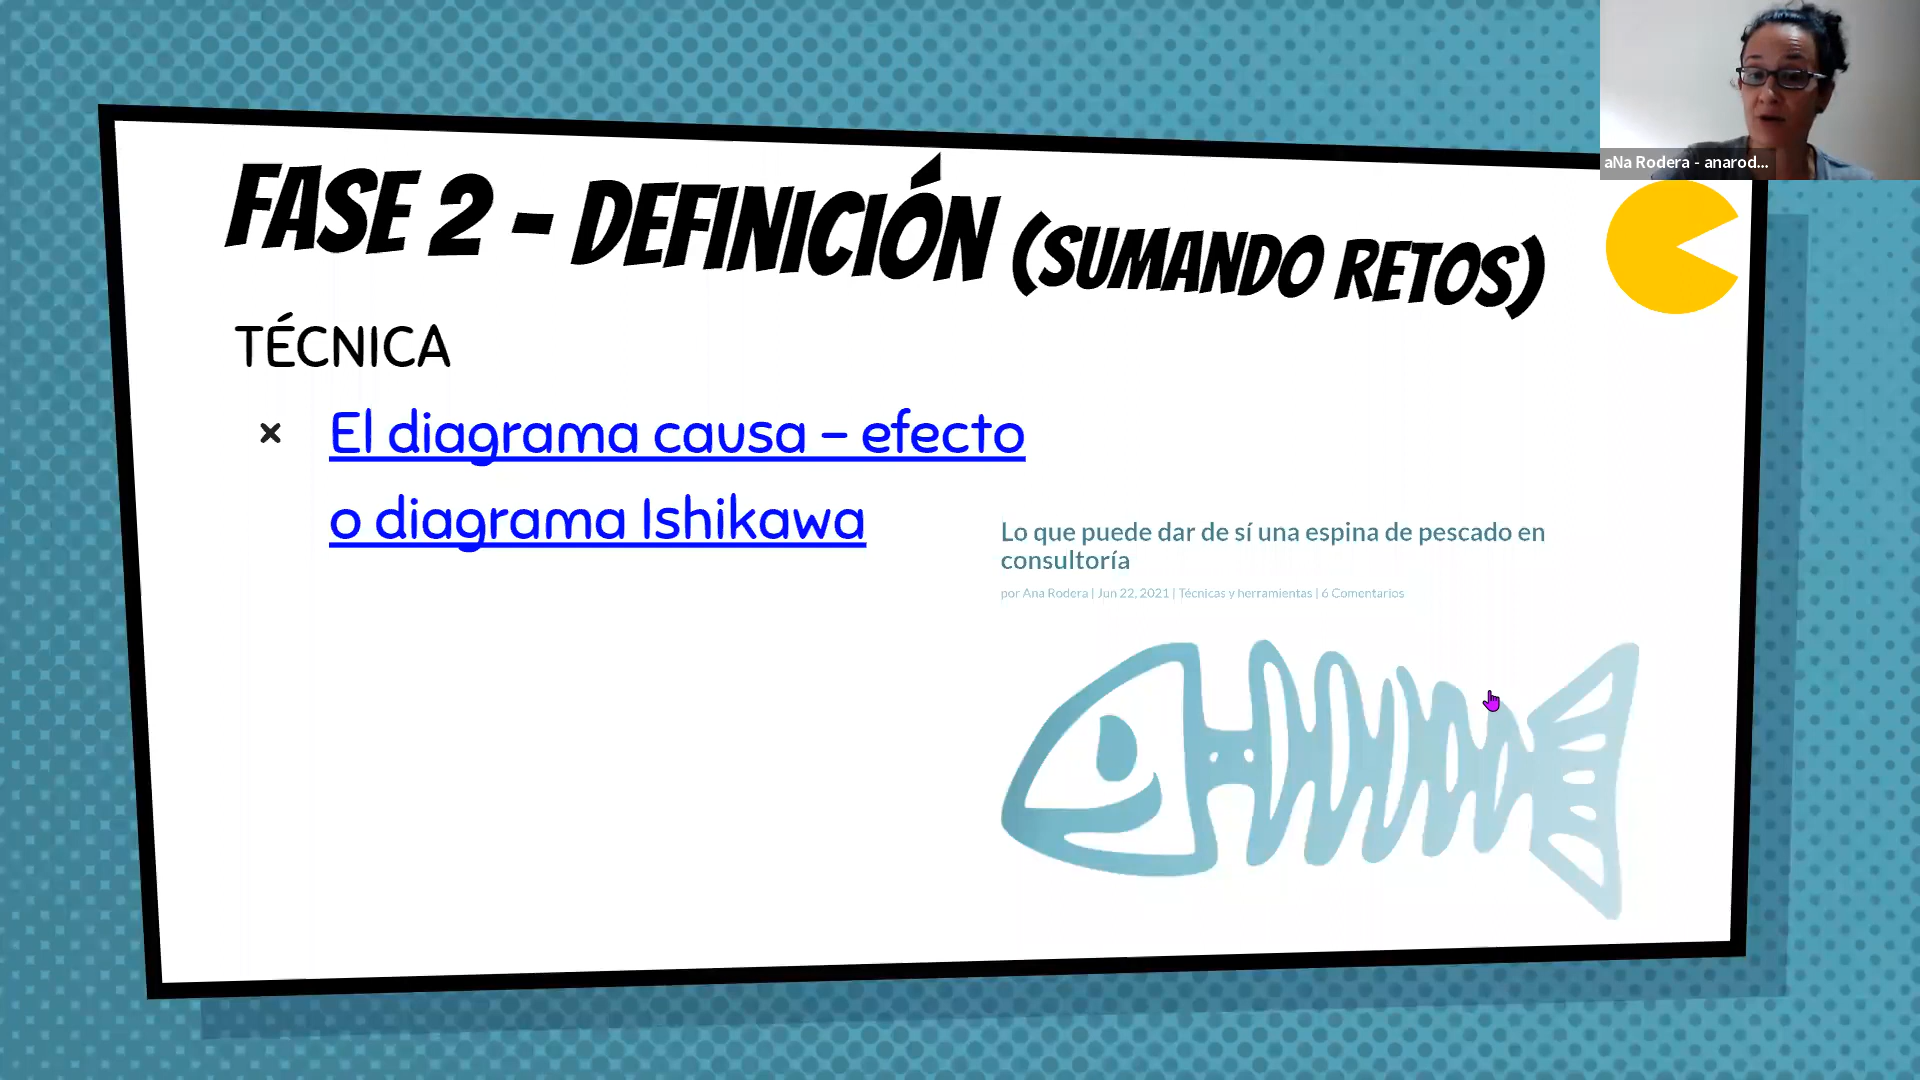 aNa Rodera - anarod...
FASE 2 - DEFINICIÓN (SUMANDO RETOS)
TÉCNICA
× El diagrama causa – efecto
o diagrama Ishikawa
Lo que puede dar de sí una espina de pescado en
consultoría
por Ana Rodera | Jun 22, 2021 | Técnicas y herramientas | 6 Comentarios